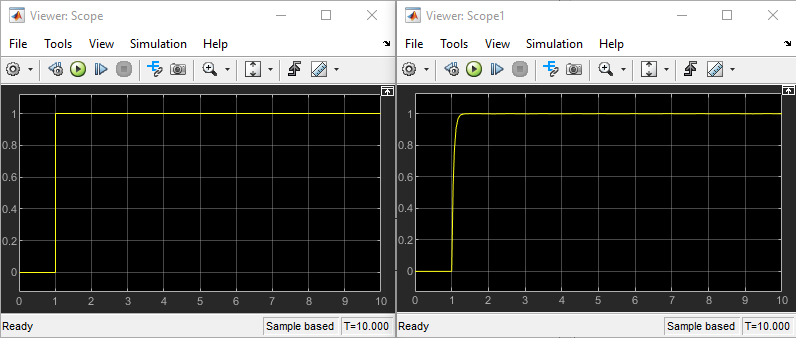 Viewer: Scope
File Tools View Simulation Help
1
0.8
0.6
0.4
0.2
0
0 1 2 3 4 5 6 7 8 9 10
Ready Sample based T=10.000
Viewer: Scope1
File Tools View Simulation Help
1
0.8
0.6
0.4
0.2
0
0 1 2 3 4 5 6 7 8 9 10
Ready Sample based T=10.000